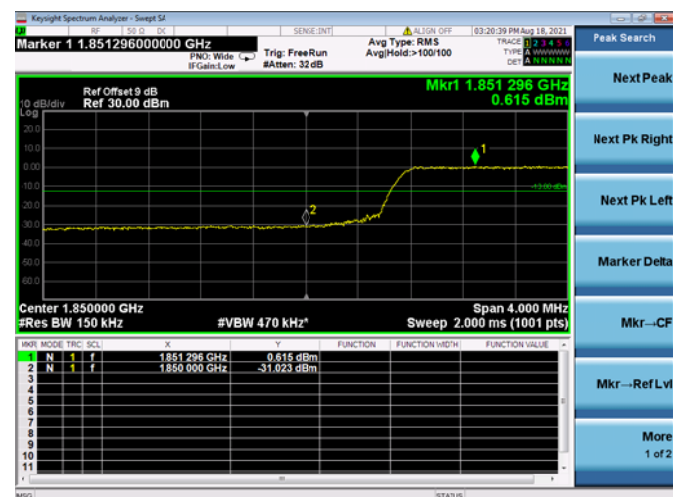 Keysight Spectrum Analyzer - Swept SA
RF 50 Ω DC SENSE:INT ALIGN OFF 03:20:39 PM Aug 18, 2021
Marker 1 1.851296000000 GHz
PNO: Wide
IFGain:Low
Trig: FreeRun
#Atten: 32 dB
Avg Type: RMS
Avg|Hold:>100/100
TRACE 1 2 3 4 5 6
TYPE A WWWWW
DET A N N N N N
Peak Search
Next Peak
Next Pk Right
Next Pk Left
Marker Delta
Mkr→CF
Mkr→Ref Lvl
More
1 of 2
Mkr1 1.851 296 GHz
0.615 dBm
Ref Offset 9 dB
10 dB/div Ref 30.00 dBm
Log
20.0
10.0
0.00
-10.0
-20.0
-30.0
-40.0
-50.0
-60.0
1
2
-13.00 dBm
Center 1.850000 GHz Span 4.000 MHz
#Res BW 150 kHz #VBW 470 kHz* Sweep 2.000 ms (1001 pts)
MKR MODE TRC SCL X Y FUNCTION FUNCTION WIDTH FUNCTION VALUE
1 N 1 f 1.851 296 GHz 0.615 dBm
2 N 1 f 1.850 000 GHz -31.023 dBm
3
4
5
6
7
8
9
10
11
MSG STATUS